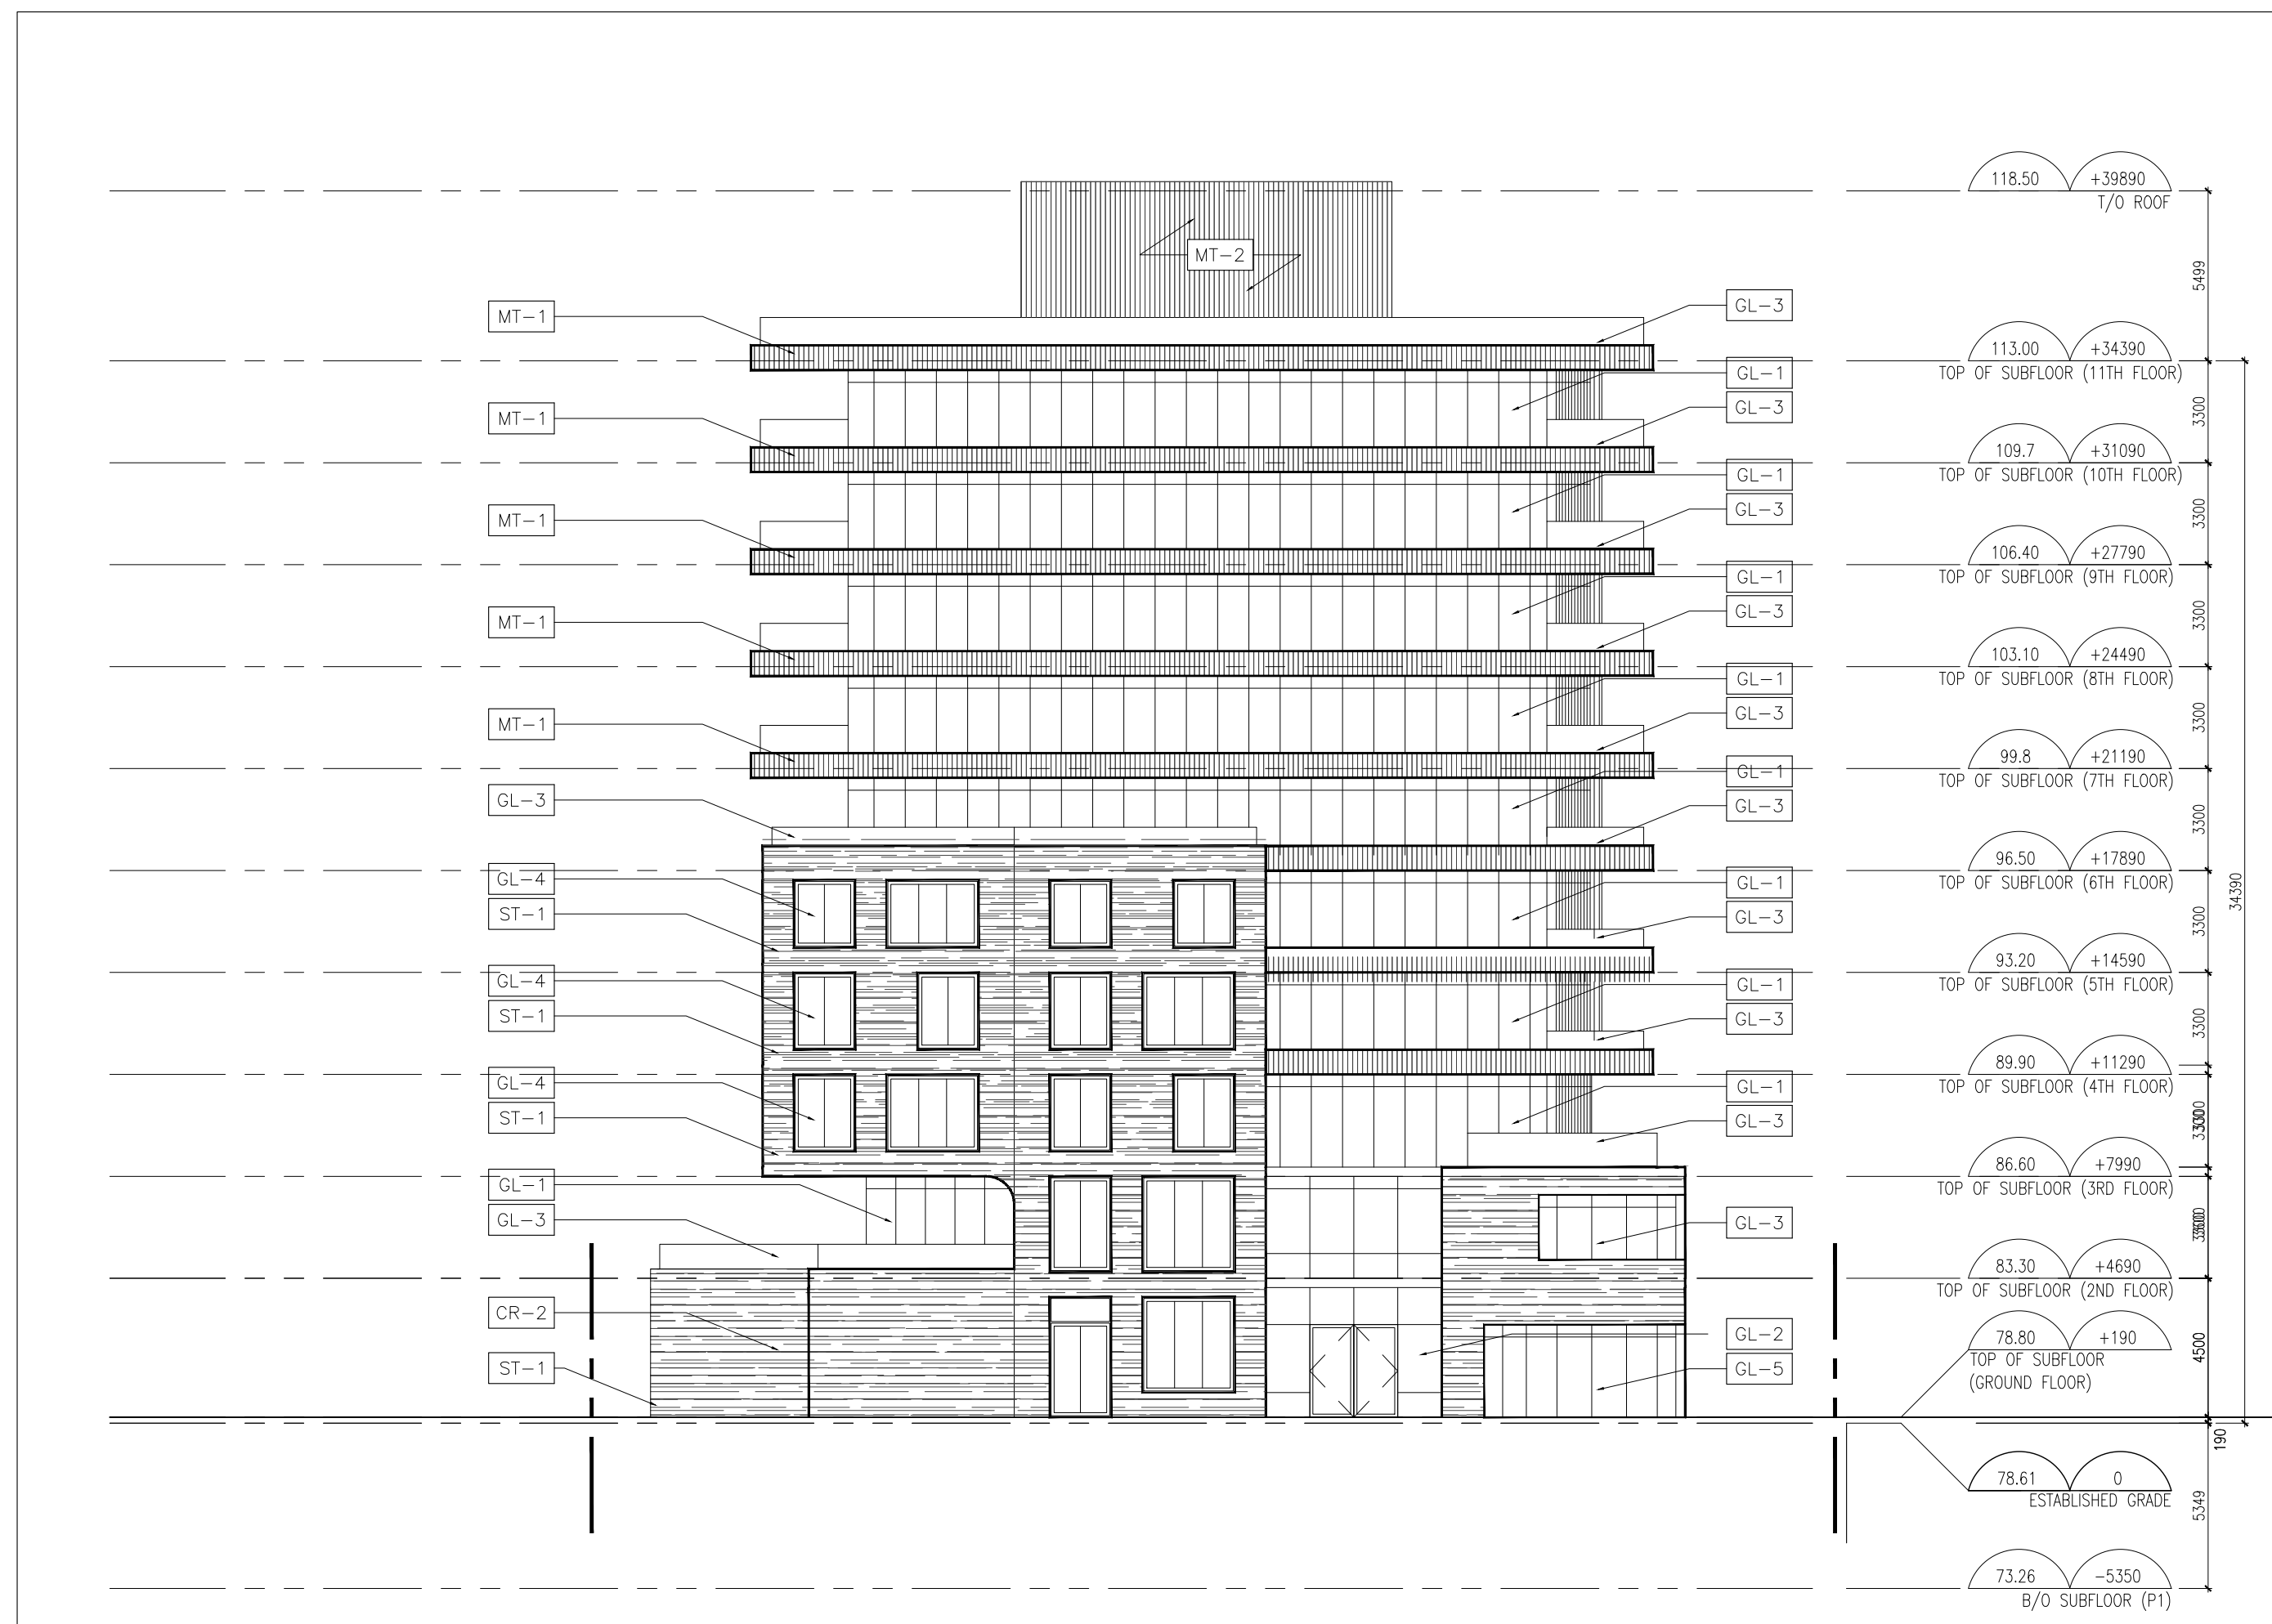 118.50 +39890
T/O ROOF
5499
MT-2
MT-1
GL-3
113.00 +34390
TOP OF SUBFLOOR (11TH FLOOR)
GL-1
MT-1
GL-3
3300
109.7 +31090
TOP OF SUBFLOOR (10TH FLOOR)
GL-1
MT-1
GL-3
3300
106.40 +27790
TOP OF SUBFLOOR (9TH FLOOR)
GL-1
MT-1
GL-3
3300
103.10 +24490
TOP OF SUBFLOOR (8TH FLOOR)
GL-1
MT-1
GL-3
3300
99.8 +21190
TOP OF SUBFLOOR (7TH FLOOR)
GL-1
GL-3
GL-3
3300
96.50 +17890
TOP OF SUBFLOOR (6TH FLOOR)
GL-4
GL-1
34390
ST-1
GL-3
3300
93.20 +14590
TOP OF SUBFLOOR (5TH FLOOR)
GL-4
GL-1
ST-1
GL-3
3300
89.90 +11290
TOP OF SUBFLOOR (4TH FLOOR)
GL-4
GL-1
ST-1
GL-3
86.60 +7990
TOP OF SUBFLOOR (3RD FLOOR)
GL-1
GL-3
GL-3
83.30 +4690
TOP OF SUBFLOOR (2ND FLOOR)
CR-2
GL-2
78.80 +190
TOP OF SUBFLOOR
(GROUND FLOOR)
4500
ST-1
GL-5
190
78.61 0
ESTABLISHED GRADE
5349
73.26 -5350
B/O SUBFLOOR (P1)